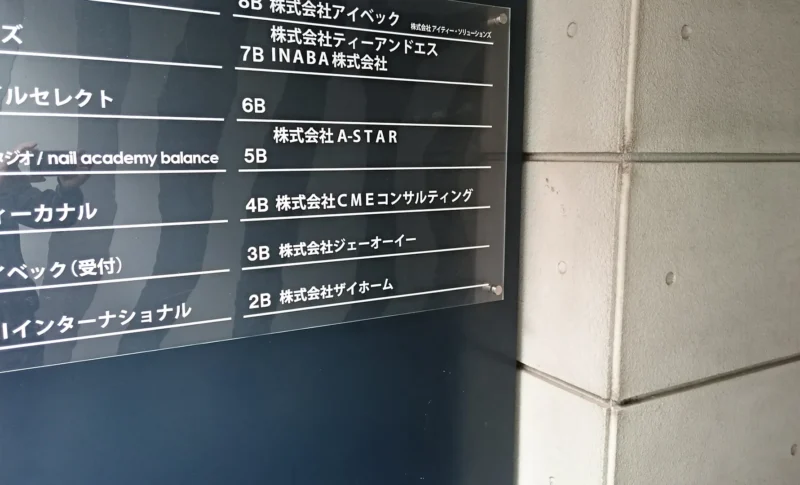 8B 株式会社アイベック
株式会社 アイティー・ソリューションズ
株式会社ティーアンドエス
7B INABA株式会社
6B
株式会社 A-STAR
5B
4B 株式会社CMEコンサルティング
3B 株式会社ジェーオーイー
2B 株式会社ザイホーム
ズ
ルセレクト
ジオ / nail academy balance
ィーカナル
ベック(受付)
インターナショナル